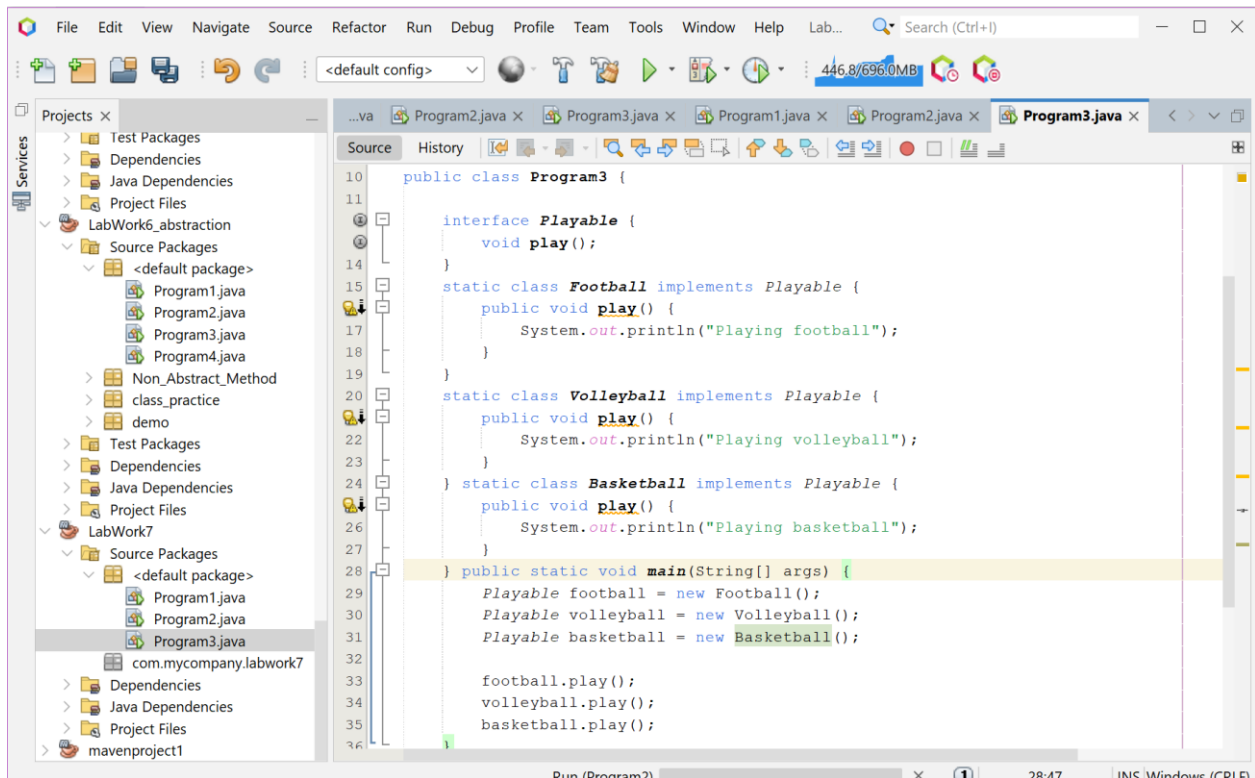 File Edit View Navigate Source Refactor Run Debug Profile Team Tools Window Help Lab... Search (Ctrl+I)
<default config> 446.8/696.0MB
Services
Projects
Test Packages
Dependencies
Java Dependencies
Project Files
LabWork6_abstraction
Source Packages
<default package>
Program1.java
Program2.java
Program3.java
Program4.java
Non_Abstract_Method
class_practice
demo
Test Packages
Dependencies
Java Dependencies
Project Files
LabWork7
Source Packages
<default package>
Program1.java
Program2.java
Program3.java
com.mycompany.labwork7
Dependencies
Java Dependencies
Project Files
mavenproject1
...va Program2.java Program3.java Program1.java Program2.java Program3.java
Source History
10 public class Program3 {
11
interface Playable {
void play();
14 }
15 static class Football implements Playable {
public void play() {
17 System.out.println("Playing football");
18 }
19 }
20 static class Volleyball implements Playable {
public void play() {
22 System.out.println("Playing volleyball");
23 }
24 } static class Basketball implements Playable {
public void play() {
26 System.out.println("Playing basketball");
27 }
28 } public static void main(String[] args) {
29 Playable football = new Football();
30 Playable volleyball = new Volleyball();
31 Playable basketball = new Basketball();
32
33 football.play();
34 volleyball.play();
35 basketball.play();
36 }
Run (Program2) 1 28:47 INS Windows (CRLF)